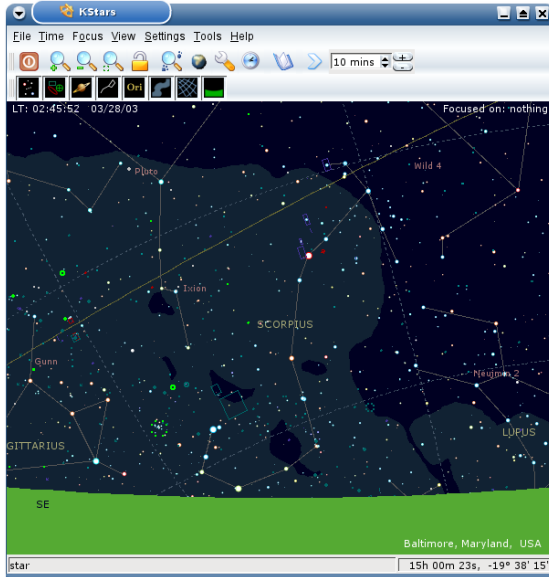 KStars
File Time Focus View Settings Tools Help
10 mins
Ori
LT: 02:45:52 03/28/03 Focused on: nothing
Wild 4
Pluto
Ixion
SCORPIUS
Gunn
Neujmin 2
GITTARIUS
LUPUS
SE
Baltimore, Maryland, USA
star 15h 00m 23s, -19° 38' 15"